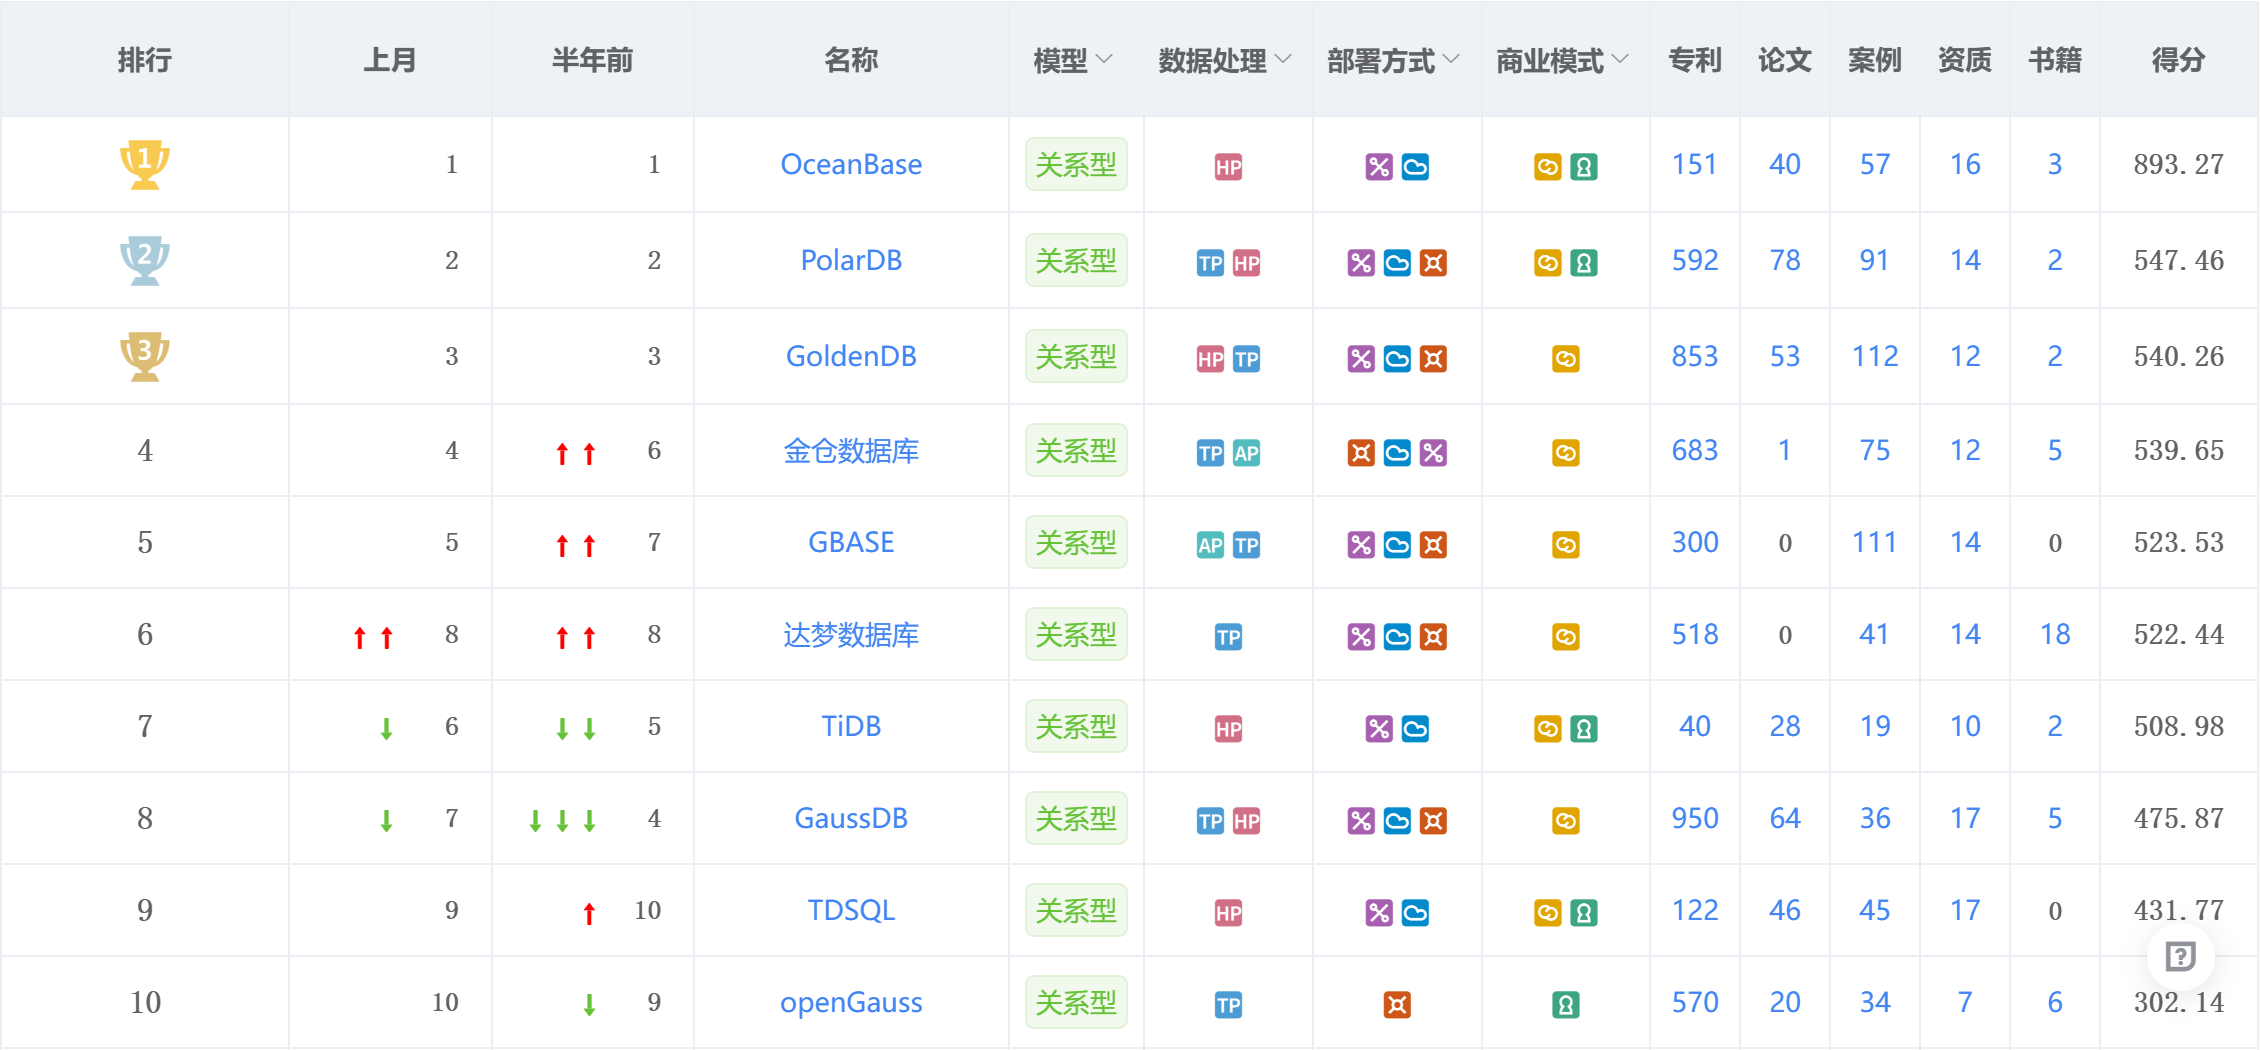 排行 上月 半年前 名称 模型 数据处理 部署方式 商业模式 专利 论文 案例 资质 书籍 得分
1 1 1 OceanBase 关系型 HP 151 40 57 16 3 893.27
2 2 2 PolarDB 关系型 TP HP 592 78 91 14 2 547.46
3 3 3 GoldenDB 关系型 HP TP 853 53 112 12 2 540.26
4 4 ↑↑ 6 金仓数据库 关系型 TP AP 683 1 75 12 5 539.65
5 5 ↑↑ 7 GBASE 关系型 AP TP 300 0 111 14 0 523.53
6 ↑↑ 8 ↑↑ 8 达梦数据库 关系型 TP 518 0 41 14 18 522.44
7 ↓ 6 ↓↓ 5 TiDB 关系型 HP 40 28 19 10 2 508.98
8 ↓ 7 ↓↓↓ 4 GaussDB 关系型 TP HP 950 64 36 17 5 475.87
9 9 ↑ 10 TDSQL 关系型 HP 122 46 45 17 0 431.77
10 10 ↓ 9 openGauss 关系型 TP 570 20 34 7 6 302.14